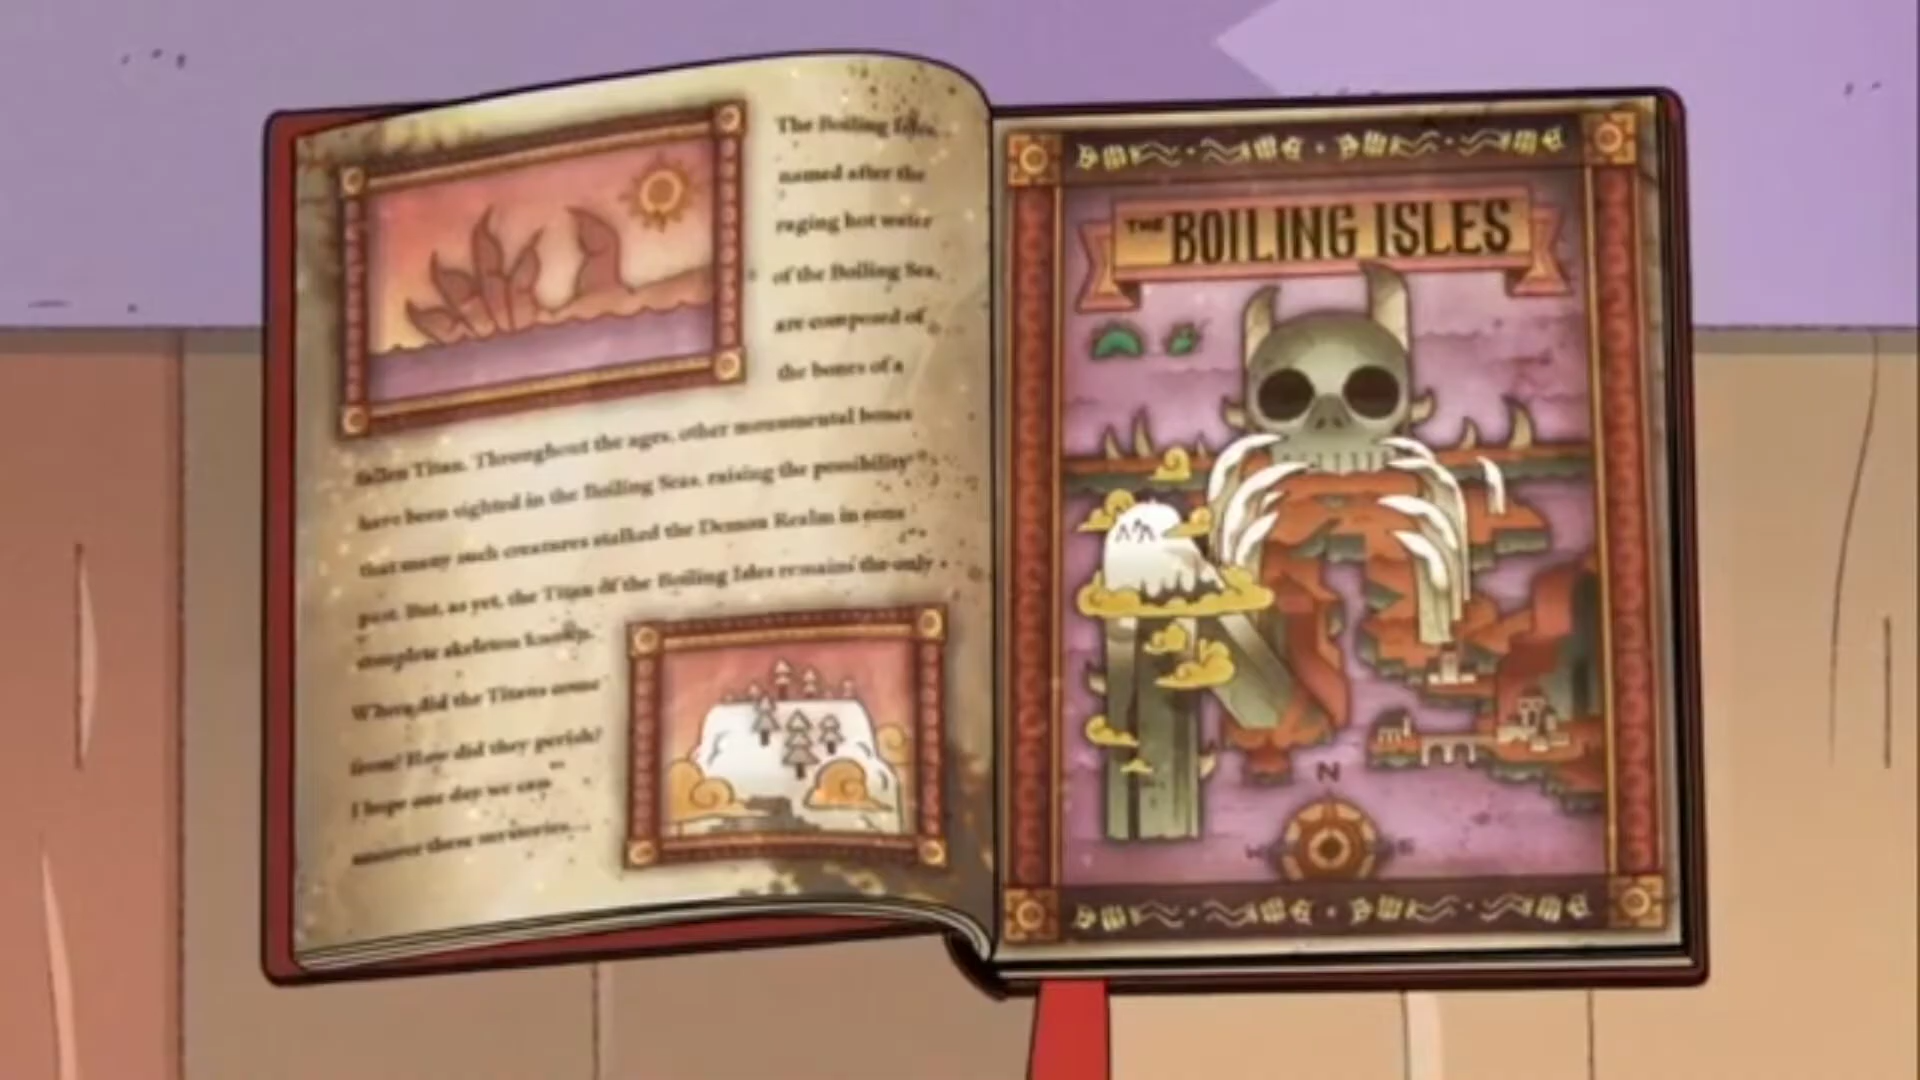 The Boiling Isles,
named after the
raging hot water
of the Boiling Sea,
are composed of
the bones of a
fallen Titan. Throughout the ages, other monumental bones
have been sighted in the Boiling Seas, raising the possibility
that many such creatures stalked the Demon Realm in eons
past. But, as yet, the Titan of the Boiling Isles remains the only
complete skeleton known.
Where did the Titans come
from? How did they perish?
I hope one day we can
uncover these mysteries...
THE BOILING ISLES
N
W E